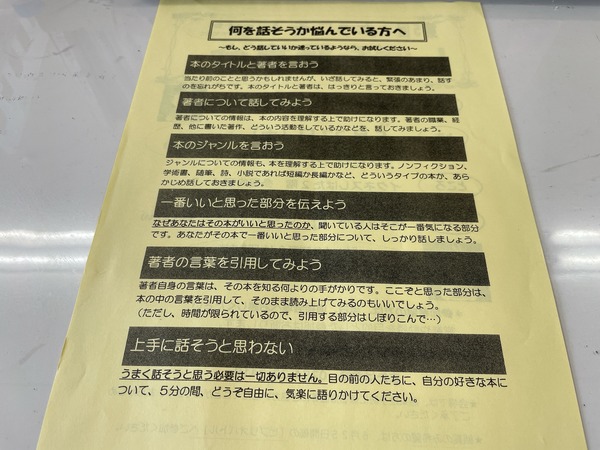 何を話そうか悩んでいる方へ
～もし、どう話していいか迷っているようなら、お試しください～
本のタイトルと著者を言おう
当たり前のことと思うかもしれませんが、いざ話してみると、緊張のあまり、話す
のを忘れがちです。本のタイトルと著者は、はっきりと言っておきましょう。
著者について話してみよう
著者についての情報は、本の内容を理解する上で助けになります。著者の職業、経
歴、他に書いた著作、どういう活動をしているかなどを、話してみましょう。
本のジャンルを言おう
ジャンルについての情報も、本を理解する上で助けになります。ノンフィクション、
学術書、随筆、詩、小説であれば短編か長編かなど、どういうタイプの本か、あら
かじめ話しておきましょう。
一番いいと思った部分を伝えよう
なぜあなたはその本がいいと思ったのか、聞いている人はそこが一番気になる部分
です。あなたがその本で一番いいと思った部分について、しっかり話しましょう。
著者の言葉を引用してみよう
著者自身の言葉は、その本を知る何よりの手がかりです。ここぞと思った部分は、
本の中の言葉を引用して、そのまま読み上げてみるのもいいでしょう。
（ただし、時間が限られているので、引用する部分はしぼりこんで…）
上手に話そうと思わない
うまく話そうと思う必要は一切ありません。目の前の人たちに、自分の好きな本に
ついて、５分の間、どうぞ自由に、気楽に語りかけてください。